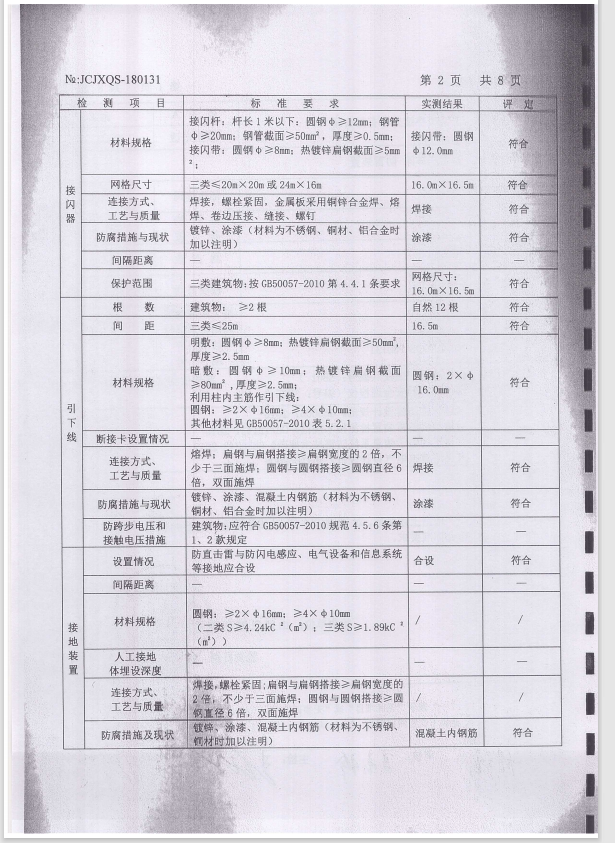 №:JCJXQS-180131
第 2 页 共 8 页
检 测 项 目 标 准 要 求 实测结果 评 定
接闪器
材料规格
接闪杆：杆长 1 米以下：圆钢 φ≥12mm；钢管
φ≥20mm；钢管截面≥50mm²，厚度≥0.5mm；
接闪带：圆钢 φ≥8mm；热镀锌扁钢截面≥5mm
²；
接闪带：圆钢
φ12.0mm
符合
网格尺寸 三类≤20m×20m 或 24m×16m 16.0m×16.5m 符合
连接方式、
工艺与质量
焊接，螺栓紧固，金属板采用铜锌合金焊、熔
焊、卷边压接、缝接、螺钉
焊接 符合
防腐措施与现状
镀锌、涂漆（材料为不锈钢、铜材、铝合金时
加以注明）
涂漆 符合
间隔距离 — — —
保护范围 三类建筑物:按 GB50057-2010 第 4.4.1 条要求
网格尺寸：
16.0m×16.5m
符合
引下线
根 数 建筑物： ≥2 根 自然 12 根 符合
间 距 三类≤25m 16.5m 符合
材料规格
明敷：圆钢 φ≥8mm；热镀锌扁钢截面≥50mm²,
厚度≥2.5mm
暗敷：圆钢 φ≥10mm；热镀锌扁钢截面
≥80mm² ,厚度≥2.5mm；
利用柱内主筋作引下线：
圆钢：≥2×φ16mm；≥4×φ10mm；
其他材料见 GB50057-2010 表 5.2.1
圆钢：2×φ
16.0mm
符合
断接卡设置情况 — — —
连接方式、
工艺与质量
熔焊；扁钢与扁钢搭接≥扁钢宽度的 2 倍，不
少于三面施焊；圆钢与圆钢搭接≥圆钢直径 6
倍，双面施焊
焊接 符合
防腐措施与现状
镀锌、涂漆、混凝土内钢筋（材料为不锈钢、
铜材、铝合金时加以注明）
涂漆 符合
防跨步电压和
接触电压措施
建筑物:应符合 GB50057-2010 规范 4.5.6 条第
1、2 款规定
— —
接地装置
设置情况
防直击雷与防闪电感应、电气设备和信息系统
等接地应合设
合设 符合
间隔距离 — — —
材料规格
圆钢：≥2×φ16mm；≥4×φ10mm
（二类 S≥4.24kC ²（m²）；三类 S≥1.89kC ²
（m²））
/ /
人工接地
体埋设深度
— — —
连接方式、
工艺与质量
焊接,螺栓紧固;扁钢与扁钢搭接≥扁钢宽度的
2 倍，不少于三面施焊；圆钢与圆钢搭接≥圆
钢直径 6 倍，双面施焊
/ /
防腐措施及现状
镀锌、涂漆、混凝土内钢筋（材料为不锈钢、
铜材时加以注明）
混凝土内钢筋 符合